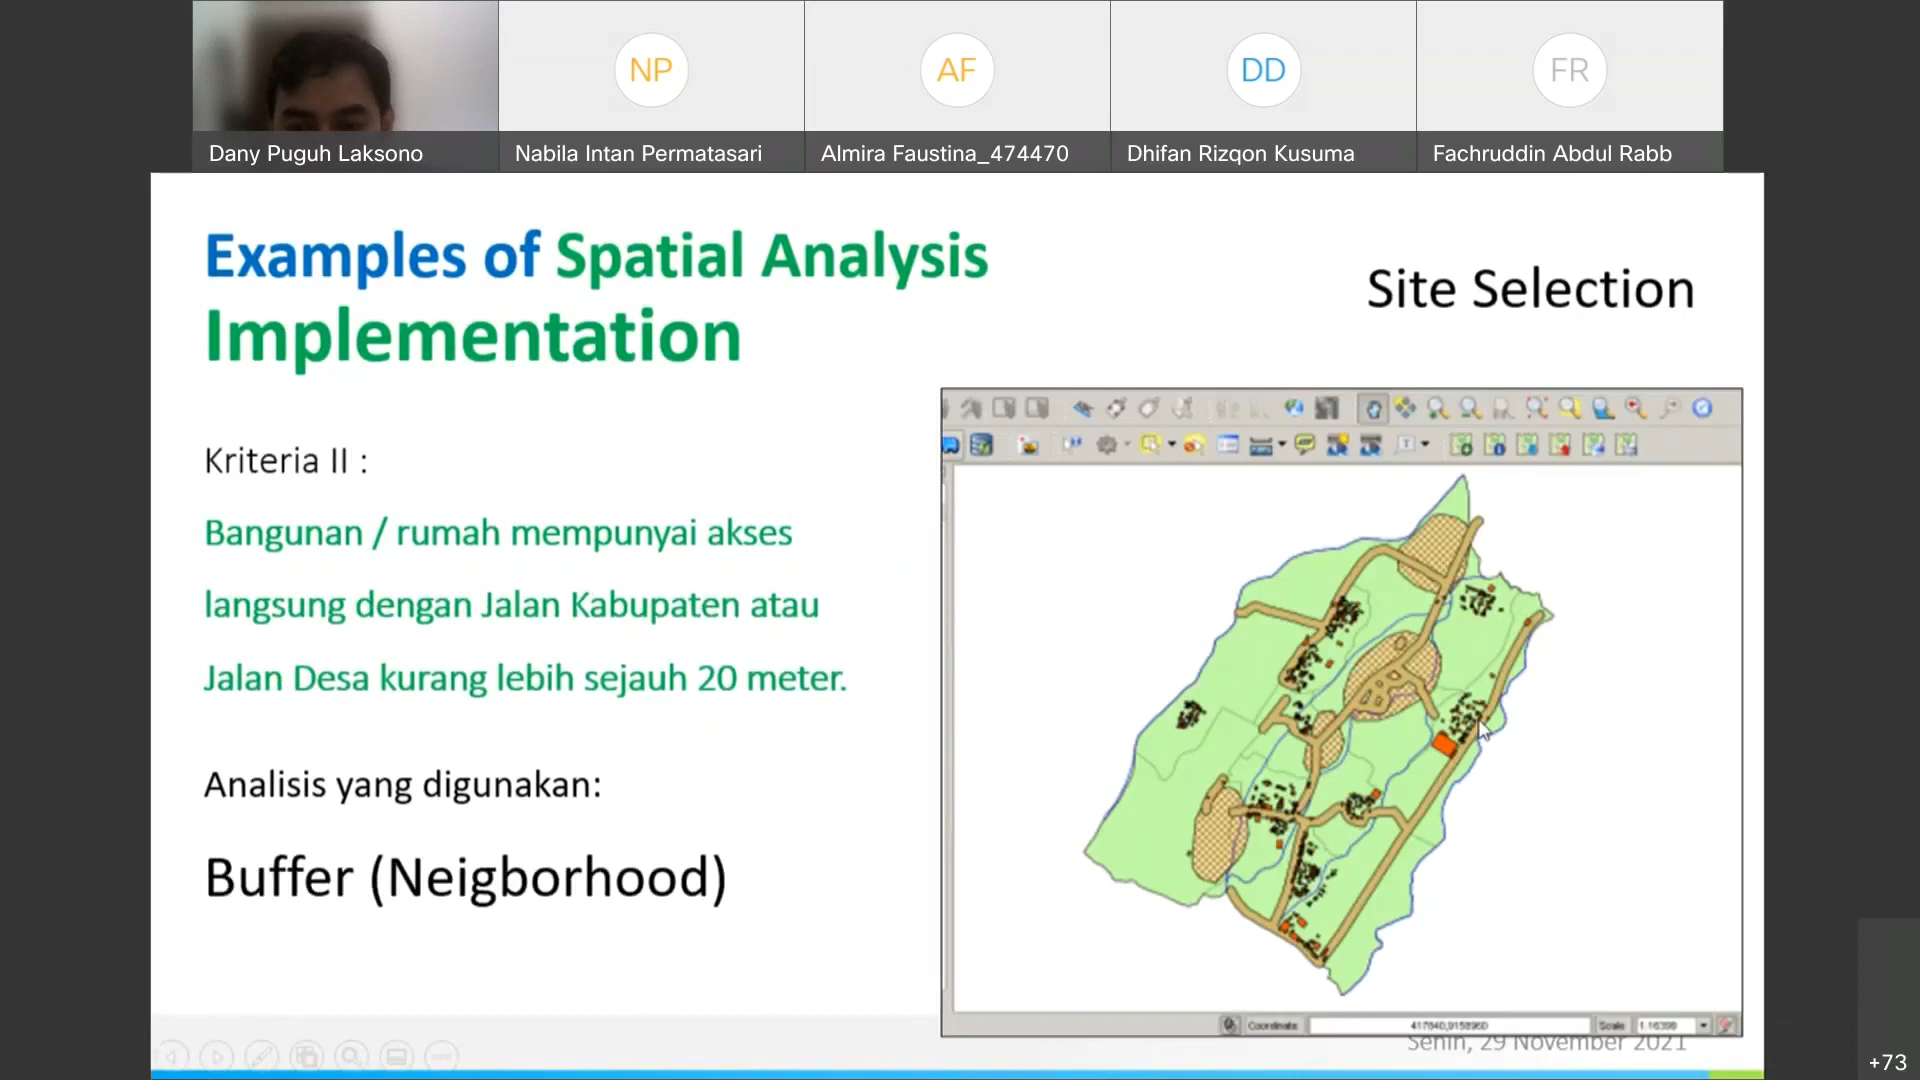 NP
AF
DD
FR
Dany Puguh Laksono
Nabila Intan Permatasari
Almira Faustina_474470
Dhifan Rizqon Kusuma
Fachruddin Abdul Rabb
Examples of Spatial Analysis
Implementation
Site Selection
Kriteria II :
Bangunan / rumah mempunyai akses
langsung dengan Jalan Kabupaten atau
Jalan Desa kurang lebih sejauh 20 meter.
Analisis yang digunakan:
Buffer (Neigborhood)
Coordinate:
Scale
Senin, 29 November 2021
+73